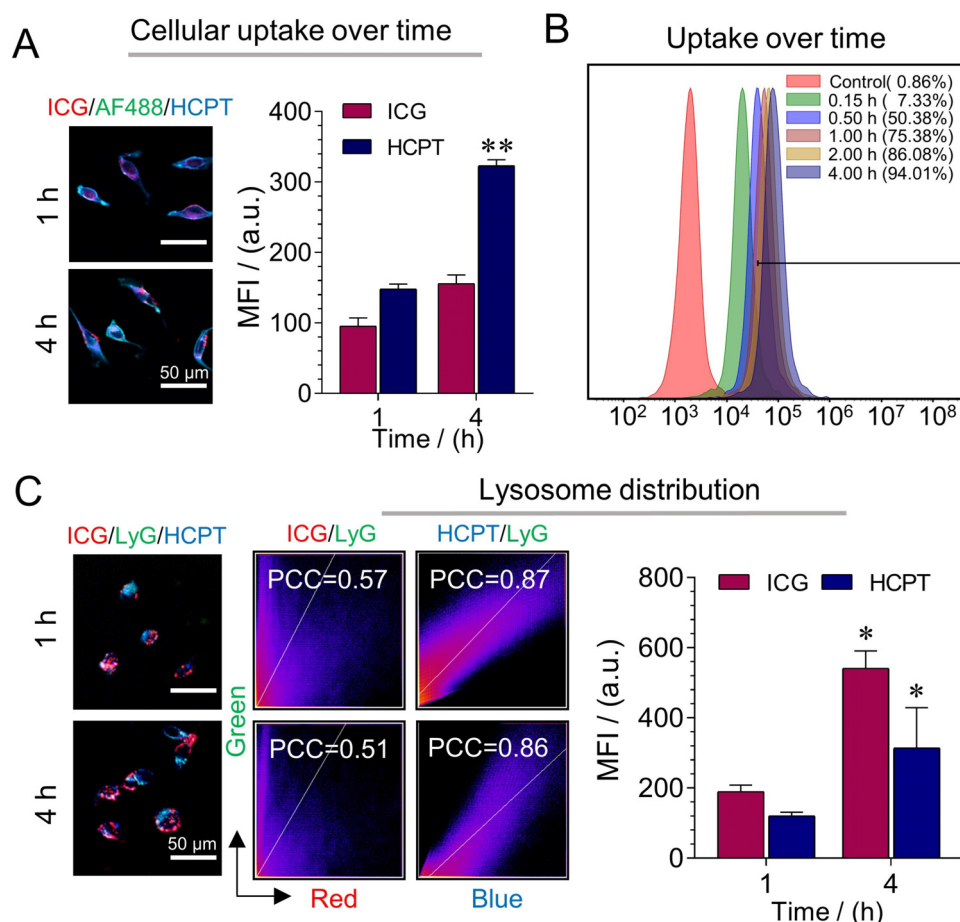 A
Cellular uptake over time
ICG/AF488/HCPT
1 h
4 h
50 μm
400
300
200
100
0
MFI / (a.u.)
ICG
HCPT
**
1
4
Time / (h)
B
Uptake over time
Control( 0.86%)
0.15 h ( 7.33%)
0.50 h (50.38%)
1.00 h (75.38%)
2.00 h (86.08%)
4.00 h (94.01%)
10² 10³ 10⁴ 10⁵ 10⁶ 10⁷ 10⁸
C
Lysosome distribution
ICG/LyG/HCPT
1 h
4 h
50 μm
ICG/LyG
HCPT/LyG
PCC=0.57
PCC=0.87
PCC=0.51
PCC=0.86
Green
Red
Blue
800
600
400
200
0
MFI / (a.u.)
ICG
HCPT
*
*
1
4
Time / (h)